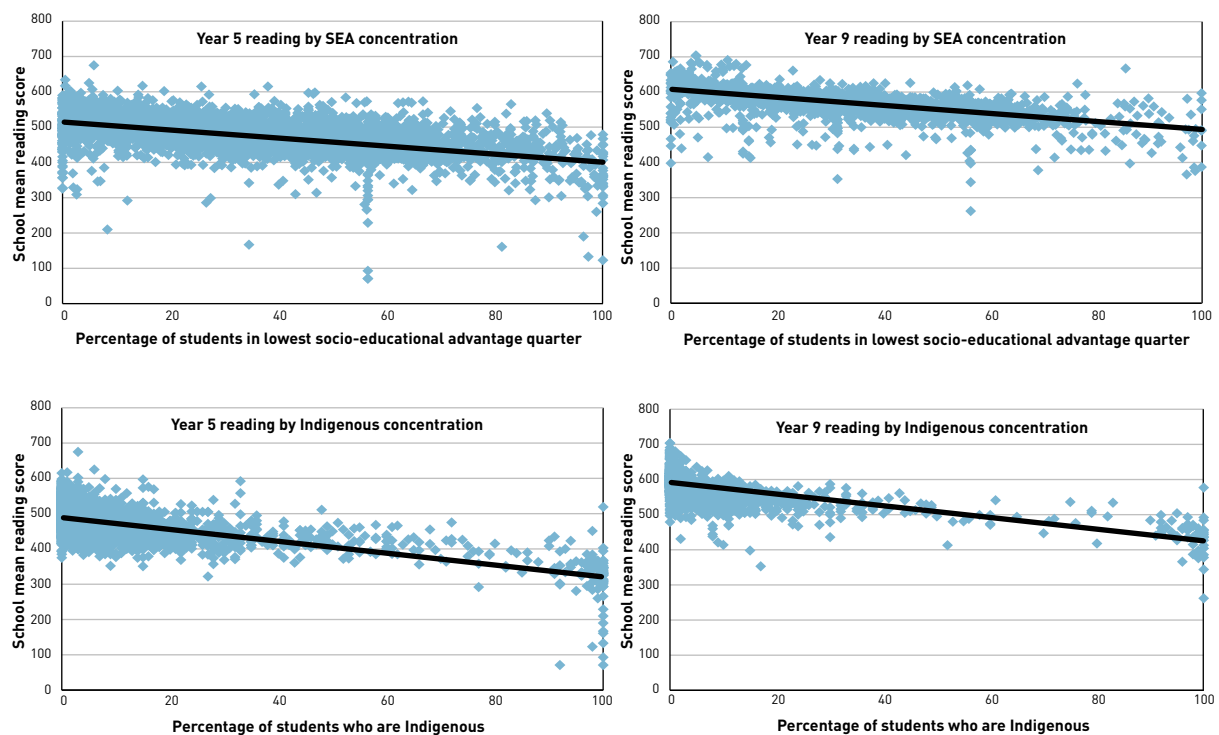 Year 5 reading by SEA concentration
School mean reading score
800
700
600
500
400
300
200
100
0
0 20 40 60 80 100
Percentage of students in lowest socio-educational advantage quarter
Year 9 reading by SEA concentration
School mean reading score
800
700
600
500
400
300
200
100
0
0 20 40 60 80 100
Percentage of students in lowest socio-educational advantage quarter
Year 5 reading by Indigenous concentration
School mean reading score
800
700
600
500
400
300
200
100
0
0 20 40 60 80 100
Percentage of students who are Indigenous
Year 9 reading by Indigenous concentration
School mean reading score
800
700
600
500
400
300
200
100
0
0 20 40 60 80 100
Percentage of students who are Indigenous